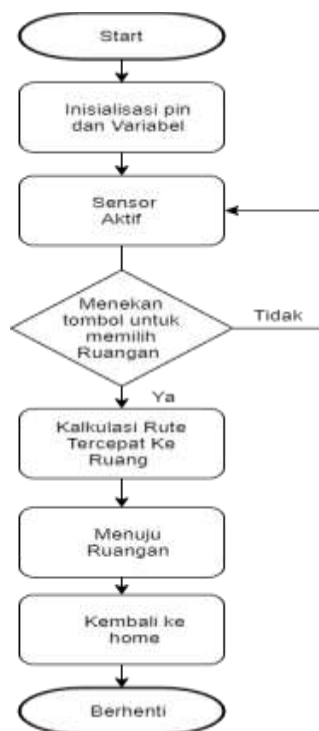 Start
Inisialisasi pin
dan Variabel
Sensor
Aktif
Menekan
tombol untuk
memilih
Ruangan
Tidak
Ya
Kalkulasi Rute
Tercepat Ke
Ruang
Menuju
Ruangan
Kembali ke
home
Berhenti